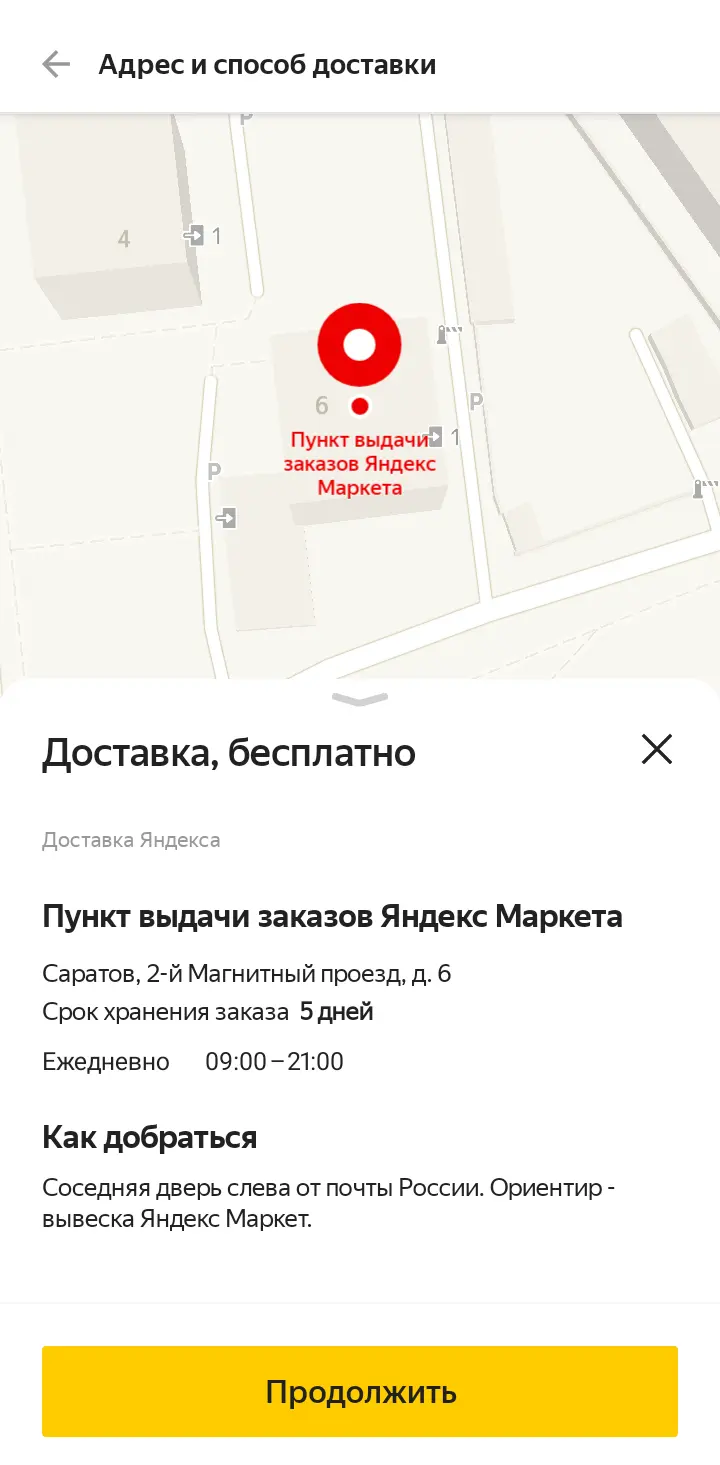 Адрес и способ доставки
P
4
1
6
P
1
Пункт выдачи
заказов Яндекс
Маркета
P
Доставка, бесплатно
Доставка Яндекса
Пункт выдачи заказов Яндекс Маркета
Саратов, 2-й Магнитный проезд, д. 6
Срок хранения заказа 5 дней
Ежедневно 09:00 – 21:00
Как добраться
Соседняя дверь слева от почты России. Ориентир -
вывеска Яндекс Маркет.
Продолжить